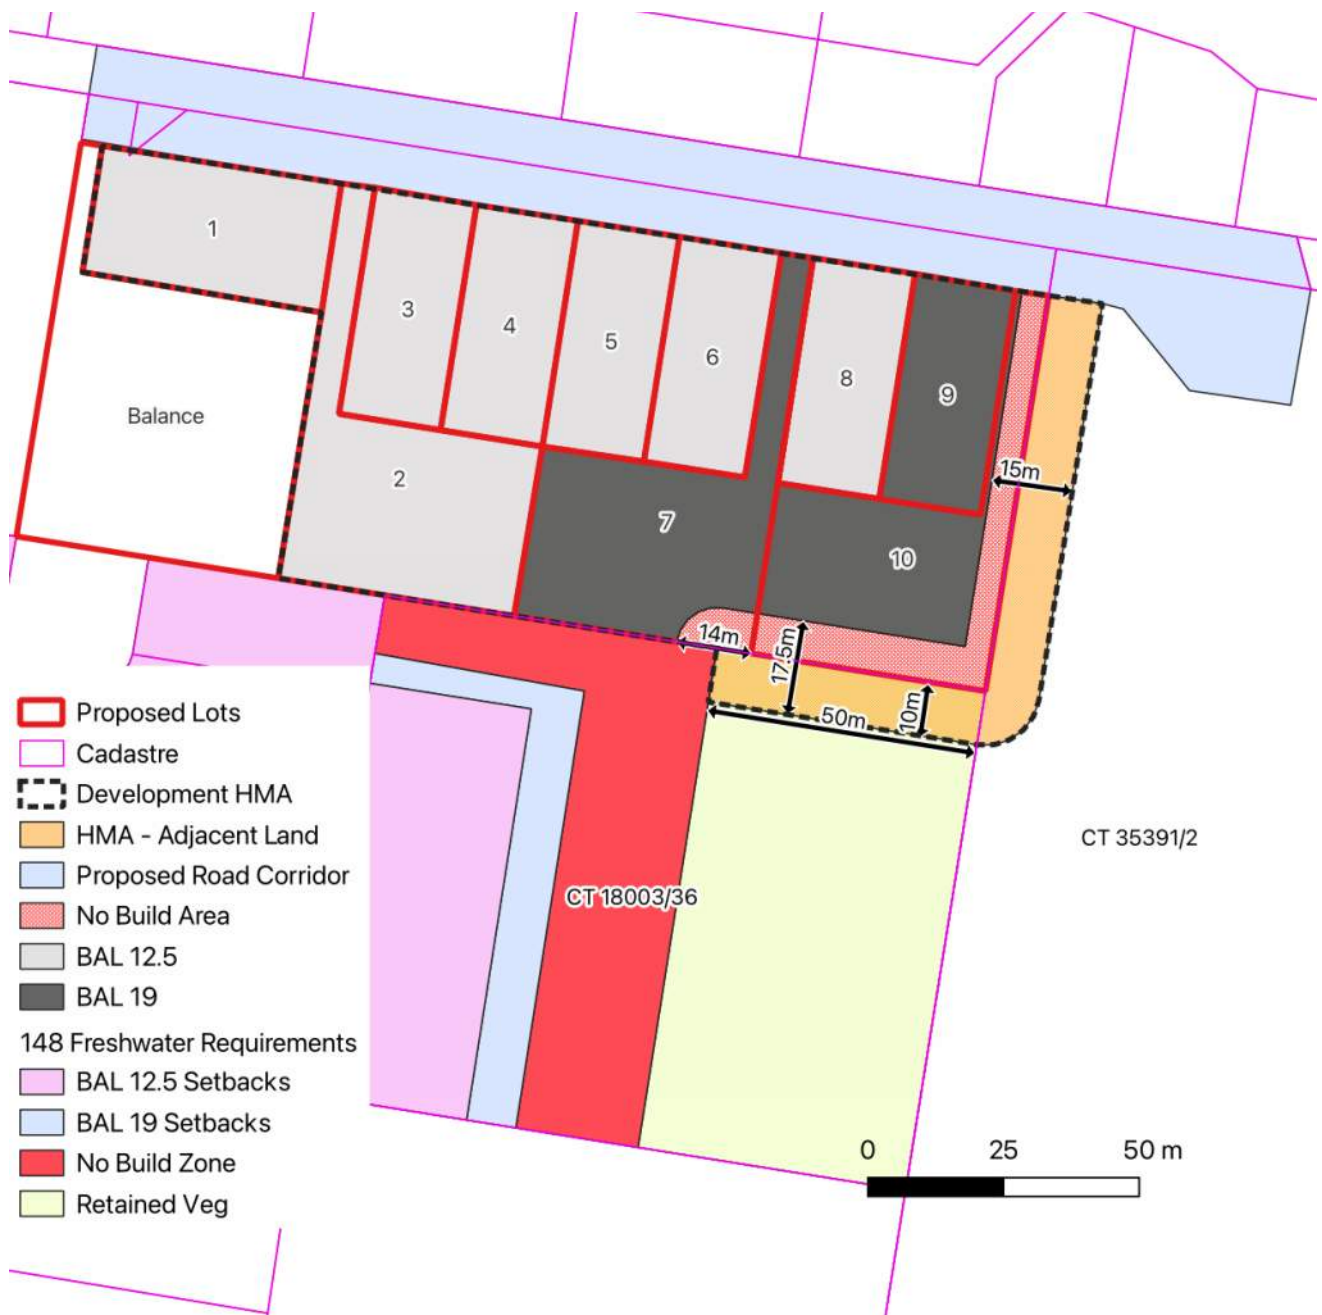 1
3
4
5
6
8
9
Balance
2
7
10
15m
14m
17.5m
10m
50m
CT 35391/2
CT 18003/36
Proposed Lots
Cadastre
Development HMA
HMA - Adjacent Land
Proposed Road Corridor
No Build Area
BAL 12.5
BAL 19
148 Freshwater Requirements
BAL 12.5 Setbacks
BAL 19 Setbacks
No Build Zone
Retained Veg
0 25 50 m